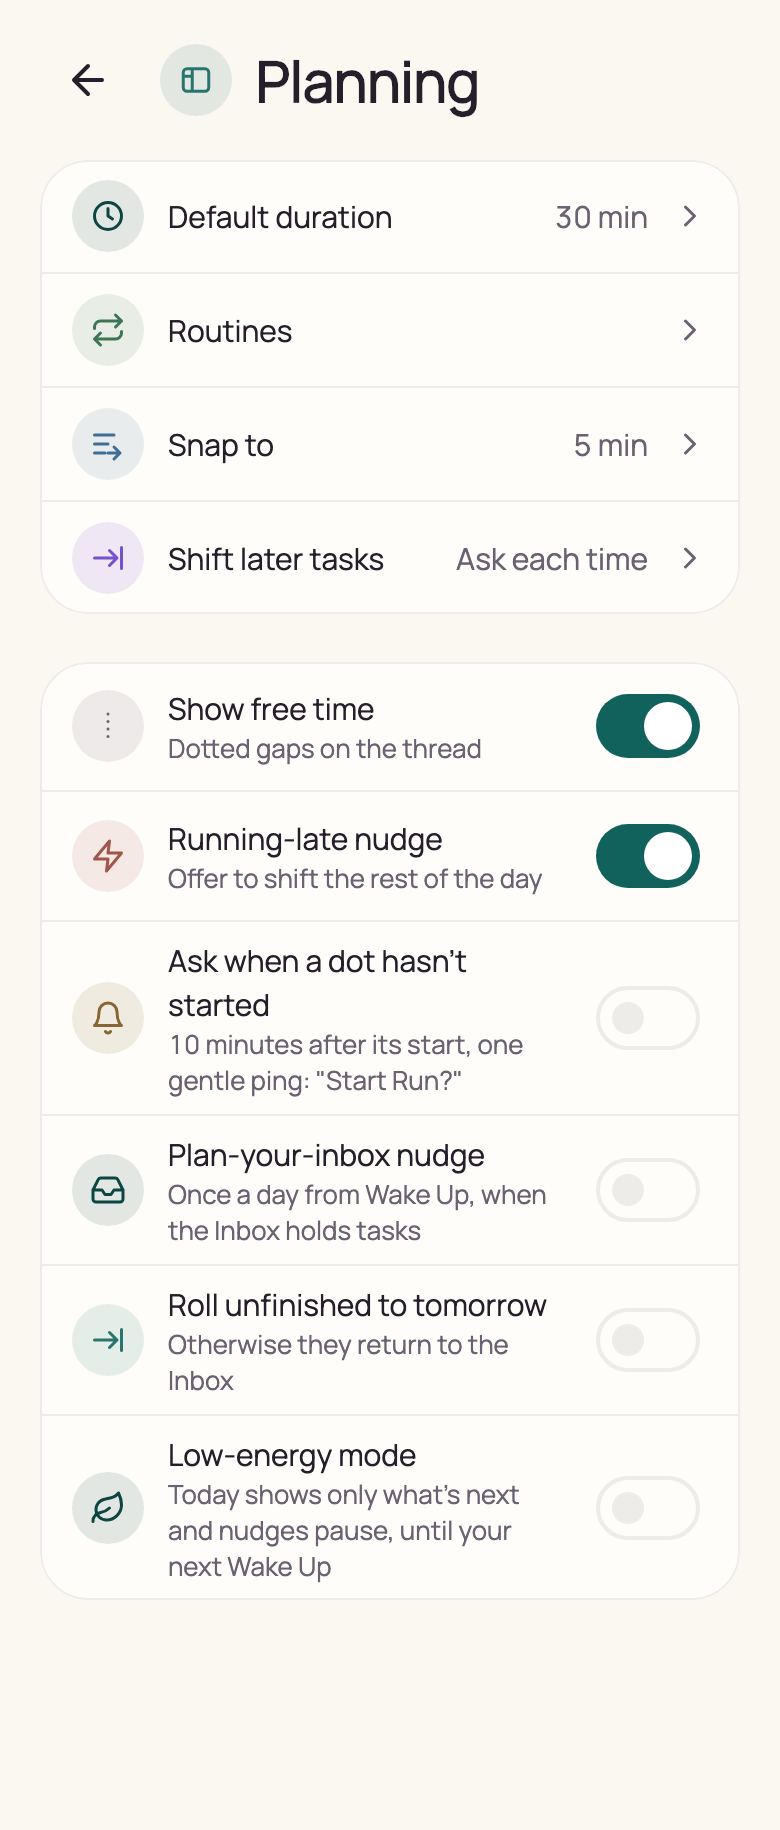 Planning
Default duration 30 min
Routines
Snap to 5 min
Shift later tasks Ask each time
Show free time
Dotted gaps on the thread
Running-late nudge
Offer to shift the rest of the day
Ask when a dot hasn’t
started
10 minutes after its start, one
gentle ping: "Start Run?"
Plan-your-inbox nudge
Once a day from Wake Up, when
the Inbox holds tasks
Roll unfinished to tomorrow
Otherwise they return to the
Inbox
Low-energy mode
Today shows only what’s next
and nudges pause, until your
next Wake Up